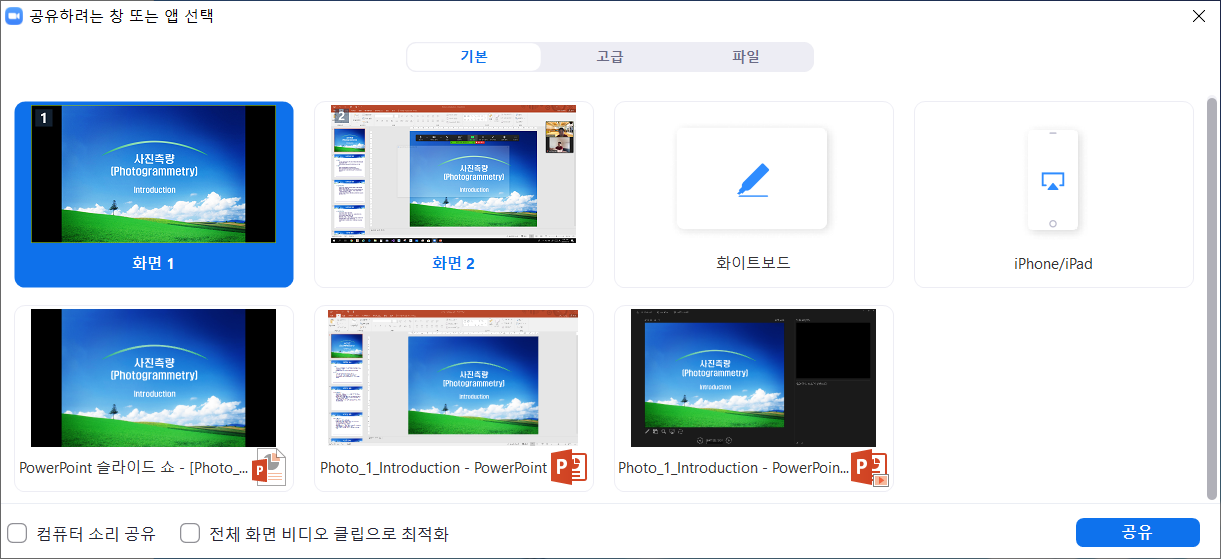 공유하려는 창 또는 앱 선택
기본 고급 파일
1
사진측량
(Photogrammetry)
Introduction
화면 1
2
사진측량
(Photogrammetry)
Introduction
화면 2
화이트보드
iPhone/iPad
사진측량
(Photogrammetry)
Introduction
PowerPoint 슬라이드 쇼 - [Photo_...
사진측량
(Photogrammetry)
Introduction
Photo_1_Introduction - PowerPoint
사진측량
(Photogrammetry)
Introduction
Photo_1_Introduction - PowerPoin...
컴퓨터 소리 공유
전체 화면 비디오 클립으로 최적화
공유